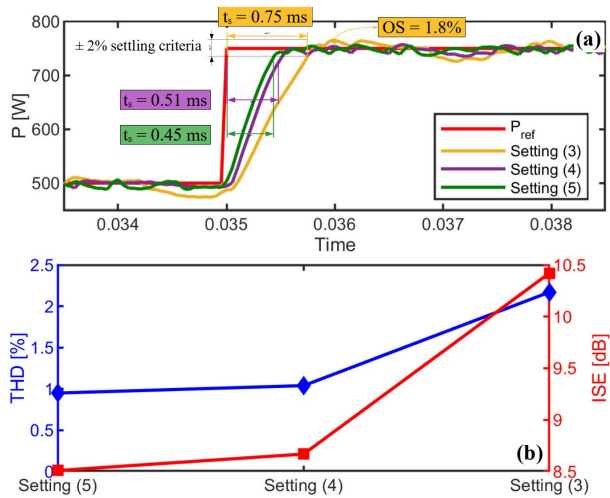 t_s = 0.75 ms
OS = 1.8%
(a)
± 2% settling criteria
t_s = 0.51 ms
t_s = 0.45 ms
P [W]
800
700
600
500
P_ref
Setting (3)
Setting (4)
Setting (5)
0.034
0.035
0.036
0.037
0.038
Time
THD [%]
2.5
2
1.5
1
0.5
0
10.5
10
9.5
9
8.5
8
ISE [dB]
(b)
Setting (5)
Setting (4)
Setting (3)